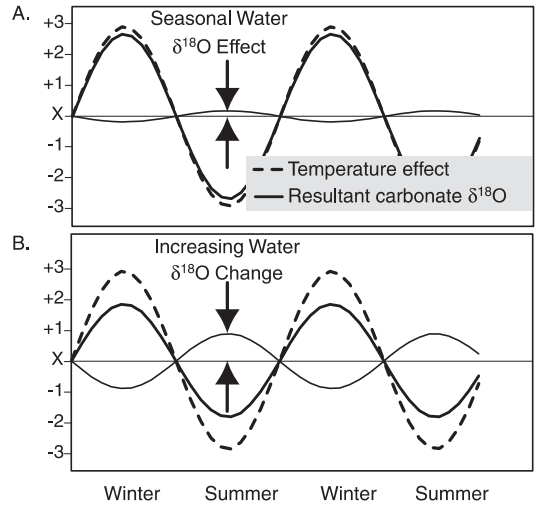 A.
Seasonal Water
δ18O Effect
+3
+2
+1
X
-1
-2
-3
Temperature effect
Resultant carbonate δ18O
B.
Increasing Water
δ18O Change
+3
+2
+1
X
-1
-2
-3
Winter Summer Winter Summer